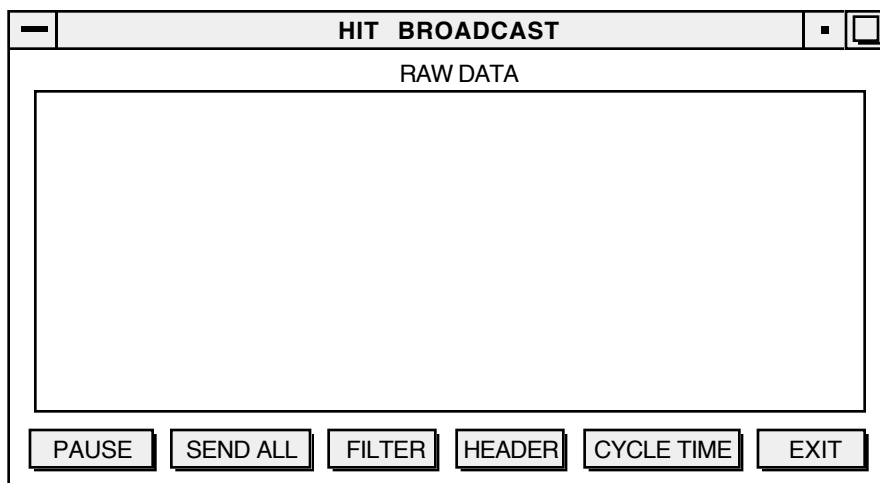 HIT BROADCAST
RAW DATA
PAUSE SEND ALL FILTER HEADER CYCLE TIME EXIT